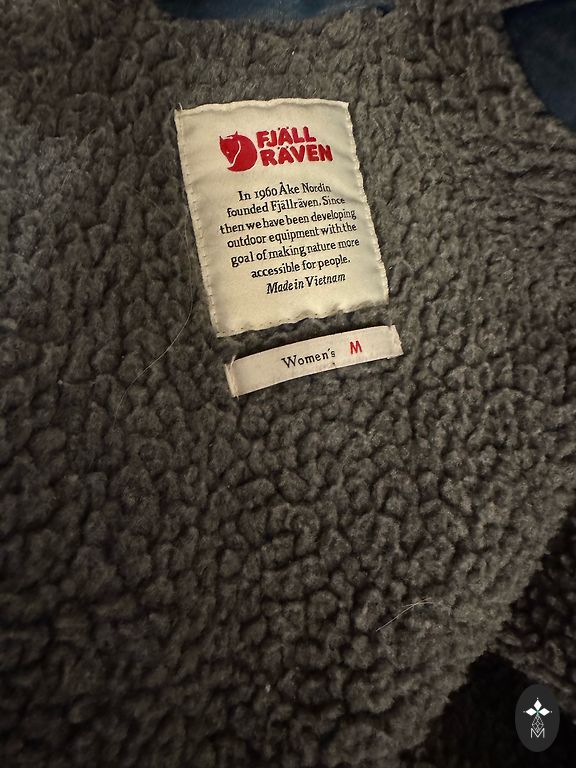 FJÄLL
RÄVEN
In 1960 Åke Nordin
founded Fjällräven. Since
then we have been developing
outdoor equipment with the
goal of making nature more
accessible for people.
Made in Vietnam
Women's M
M